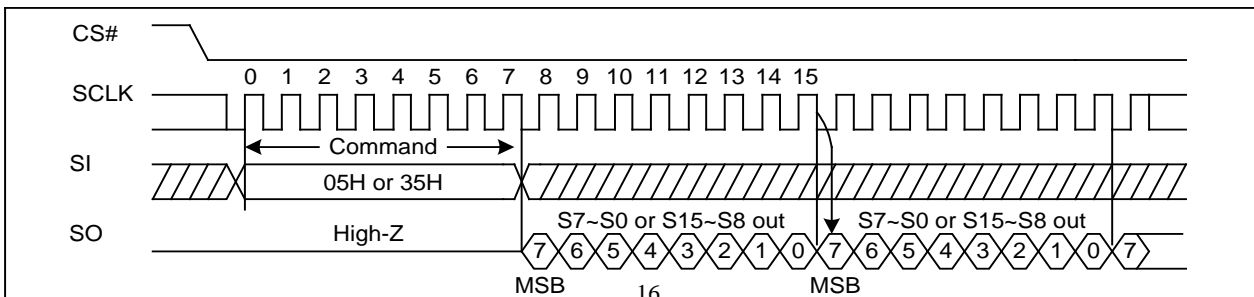 CS#
0 1 2 3 4 5 6 7 8 9 10 11 12 13 14 15
SCLK
Command
SI
05H or 35H
S7~S0 or S15~S8 out S7~S0 or S15~S8 out
SO
High-Z
7 6 5 4 3 2 1 0 7 6 5 4 3 2 1 0 7
MSB MSB
16